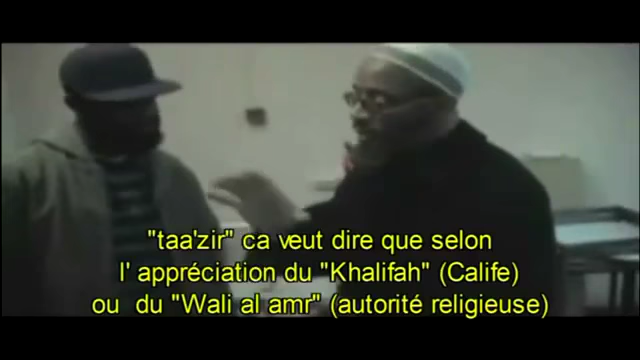 "taa'zir" ca veut dire que selon
l' appréciation du "Khalifah" (Calife)
ou du "Wali al amr" (autorité religieuse)